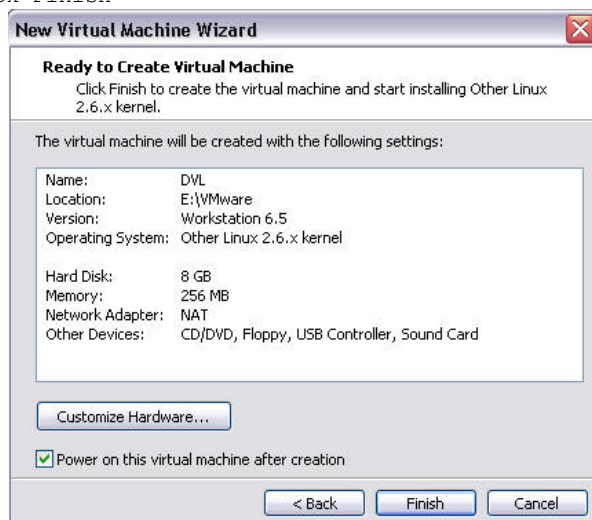 New Virtual Machine Wizard
Ready to Create Virtual Machine
Click Finish to create the virtual machine and start installing Other Linux
2.6.x kernel.
The virtual machine will be created with the following settings:
Name: DVL
Location: E:\VMware
Version: Workstation 6.5
Operating System: Other Linux 2.6.x kernel
Hard Disk: 8 GB
Memory: 256 MB
Network Adapter: NAT
Other Devices: CD/DVD, Floppy, USB Controller, Sound Card
Customize Hardware...
Power on this virtual machine after creation
< Back Finish Cancel